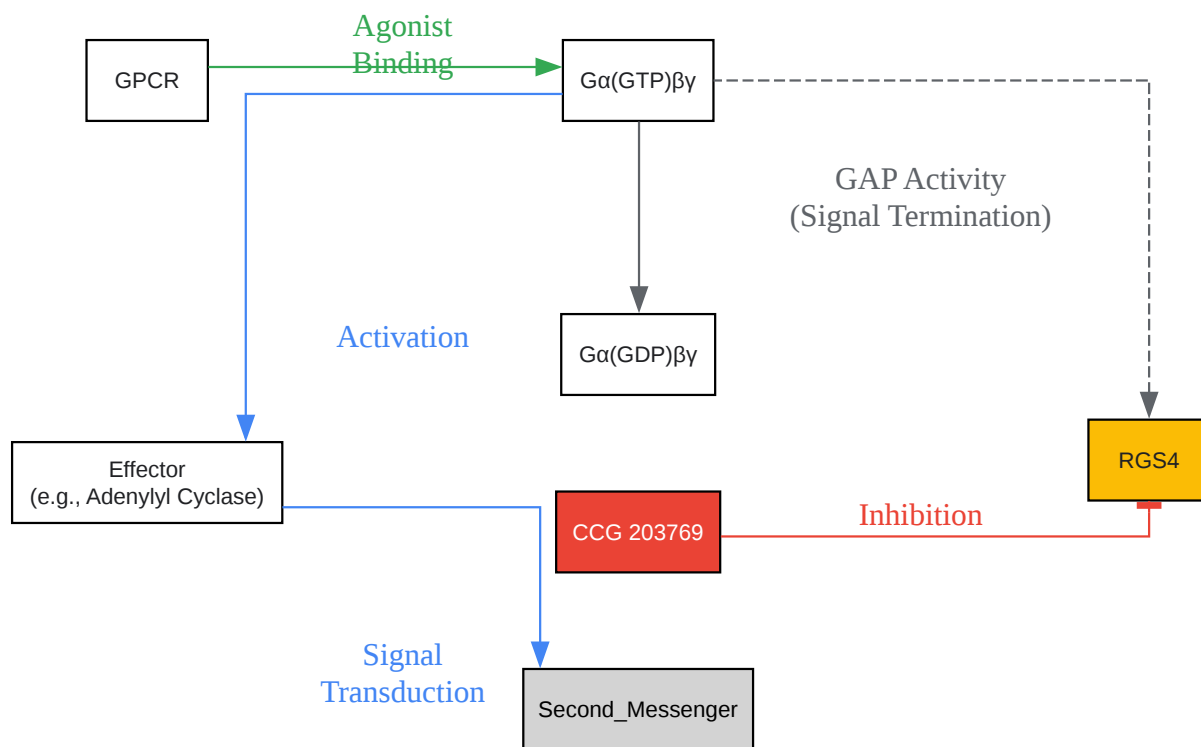 Agonist
Binding
GPCR
Gα(GTP)βγ
GAP Activity
(Signal Termination)
Activation
Gα(GDP)βγ
RGS4
Effector
(e.g., Adenylyl Cyclase)
CCG 203769
Inhibition
Signal
Transduction
Second_Messenger